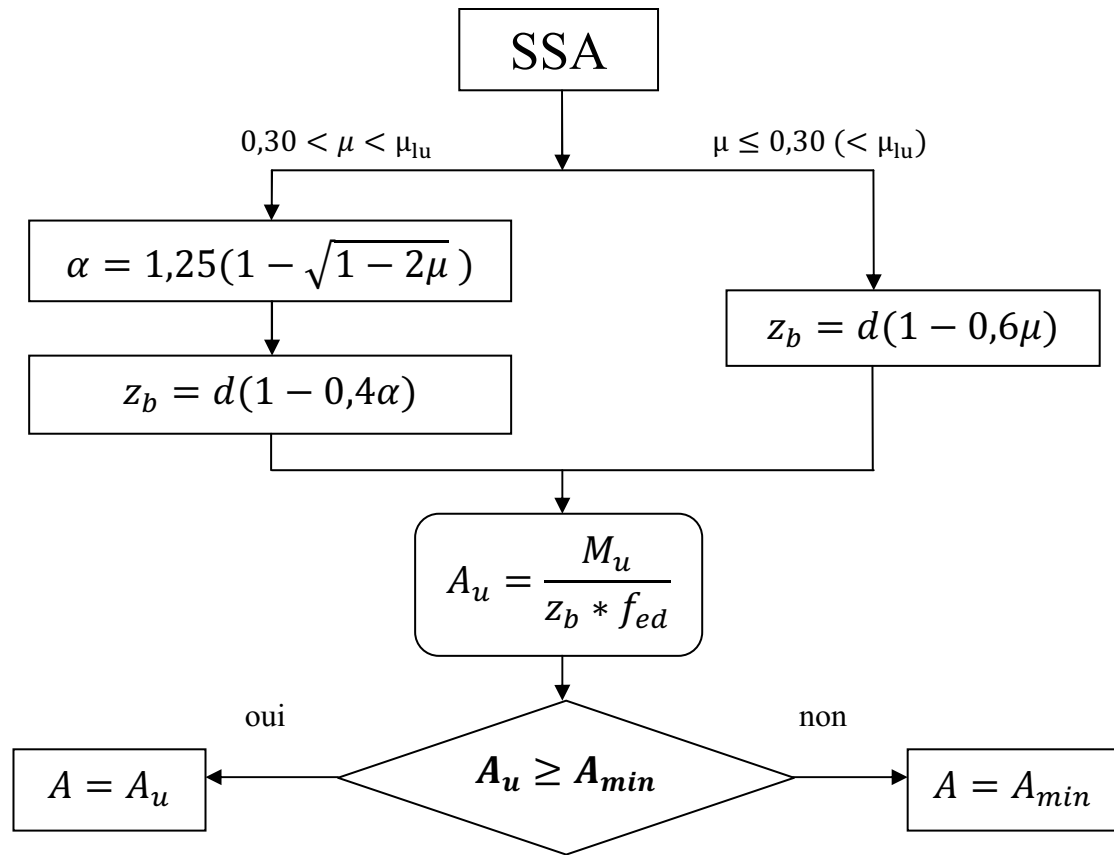 SSA
0,30 < μ < μ_lu
μ ≤ 0,30 (< μ_lu)
α = 1,25(1 − √(1 − 2μ) )
z_b = d(1 − 0,6μ)
z_b = d(1 − 0,4α)
A_u = M_u / (z_b * f_ed)
oui
non
A = A_u
A_u ≥ A_min
A = A_min